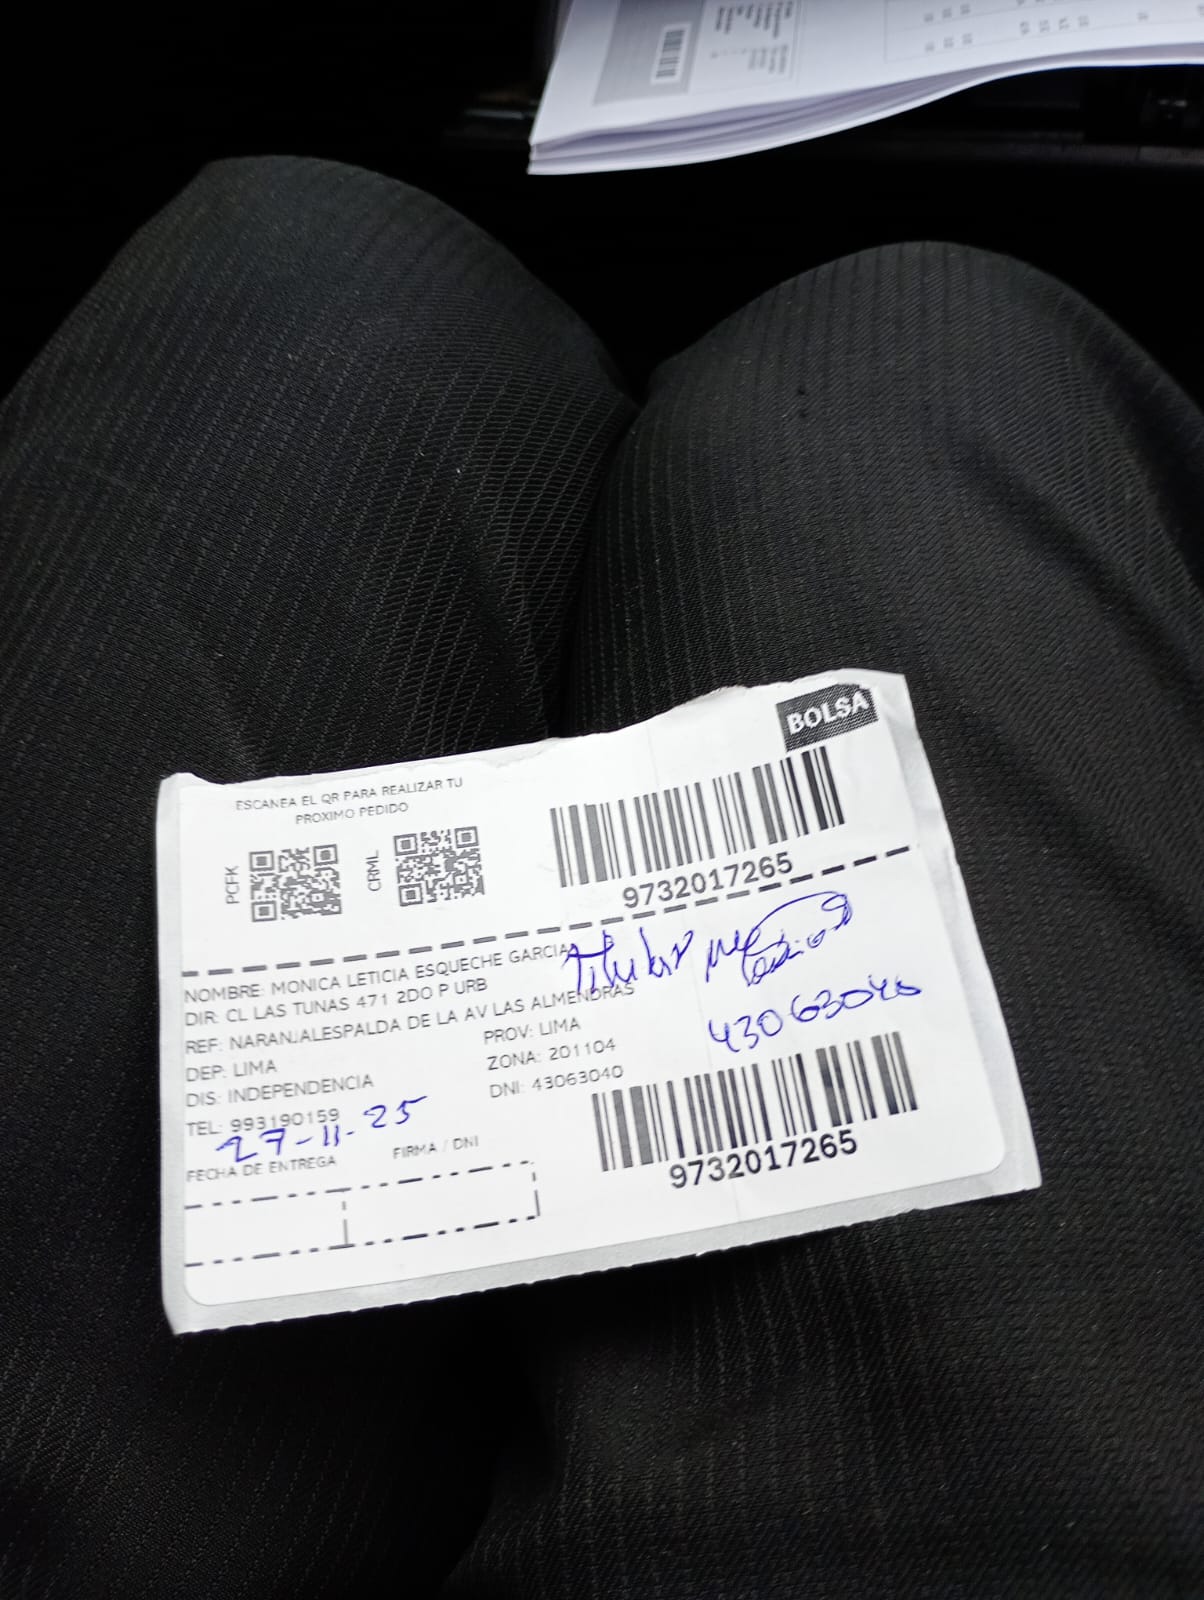 BOLSA
ESCANEA EL QR PARA REALIZAR TU
PROXIMO PEDIDO
PCFK
CRML
9732017265
NOMBRE: MONICA LETICIA ESQUECHE GARCIA
Titular
DIR: CL LAS TUNAS 471 2DO P URB
REF: NARANJALESPALDA DE LA AV LAS ALMENDRAS
43063040
DEP: LIMA
PROV: LIMA
DIS: INDEPENDENCIA
ZONA: 201104
TEL: 993190159
DNI: 43063040
27-11-25
FECHA DE ENTREGA
FIRMA / DNI
9732017265